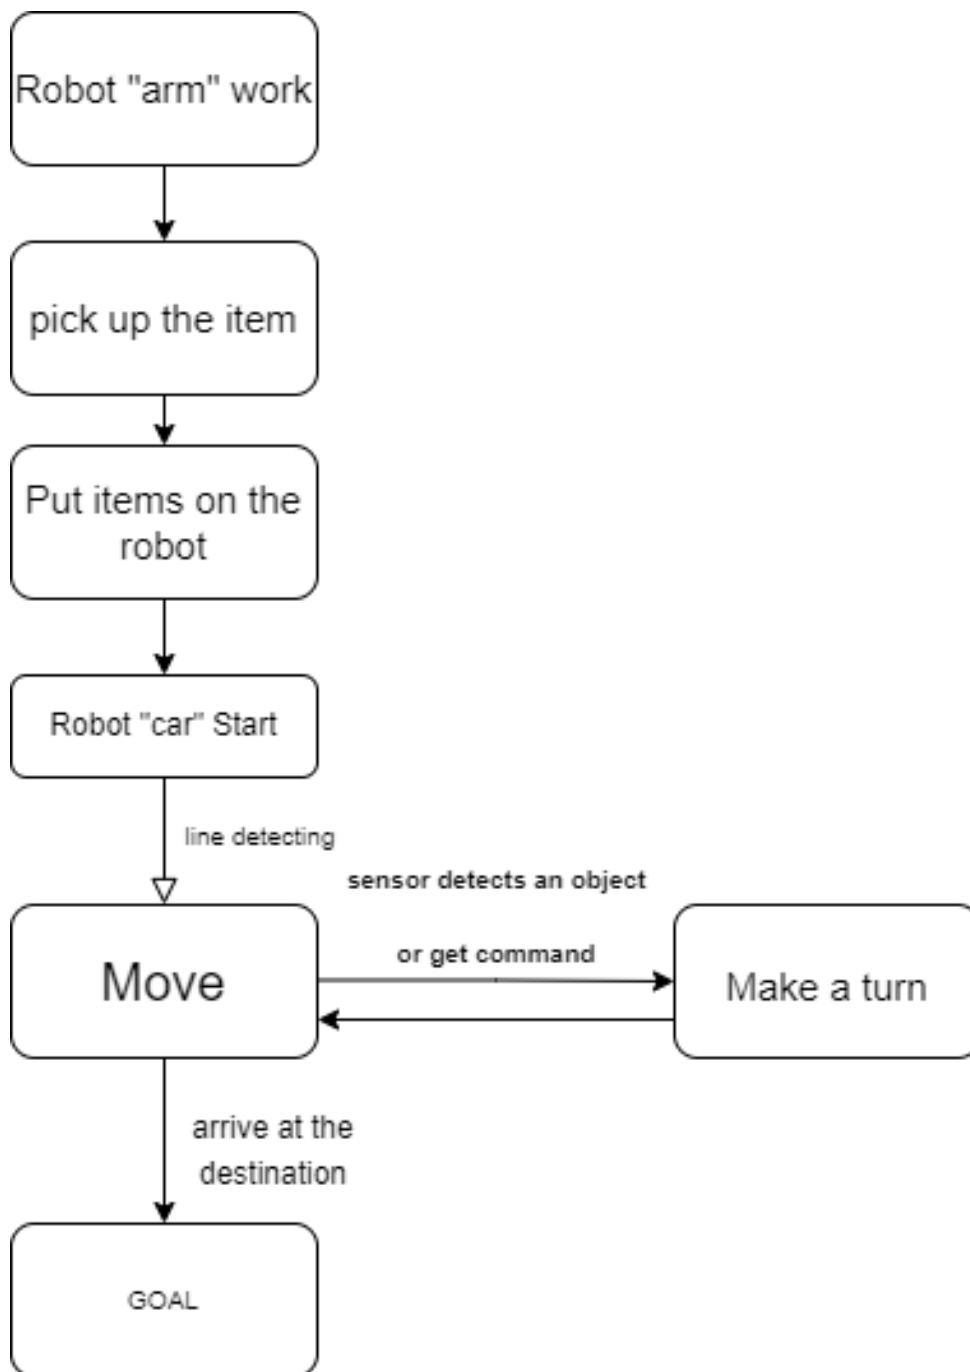 Robot "arm" work
pick up the item
Put items on the
robot
Robot "car" Start
line detecting
sensor detects an object
or get command
Move
Make a turn
arrive at the
destination
GOAL